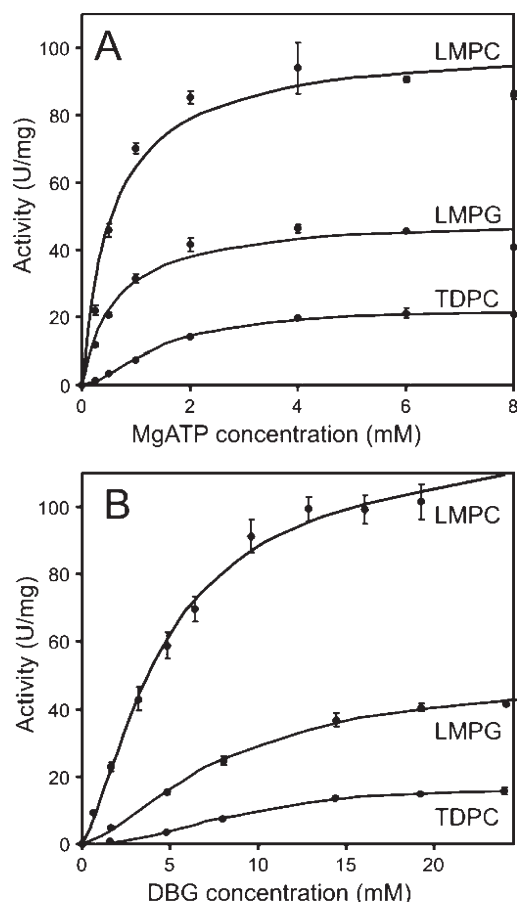 A
100
80
60
40
20
0
Activity (U/mg)
LMPC
LMPG
TDPC
0 2 4 6 8
MgATP concentration (mM)
B
100
80
60
40
20
0
Activity (U/mg)
LMPC
LMPG
TDPC
0 5 10 15 20
DBG concentration (mM)